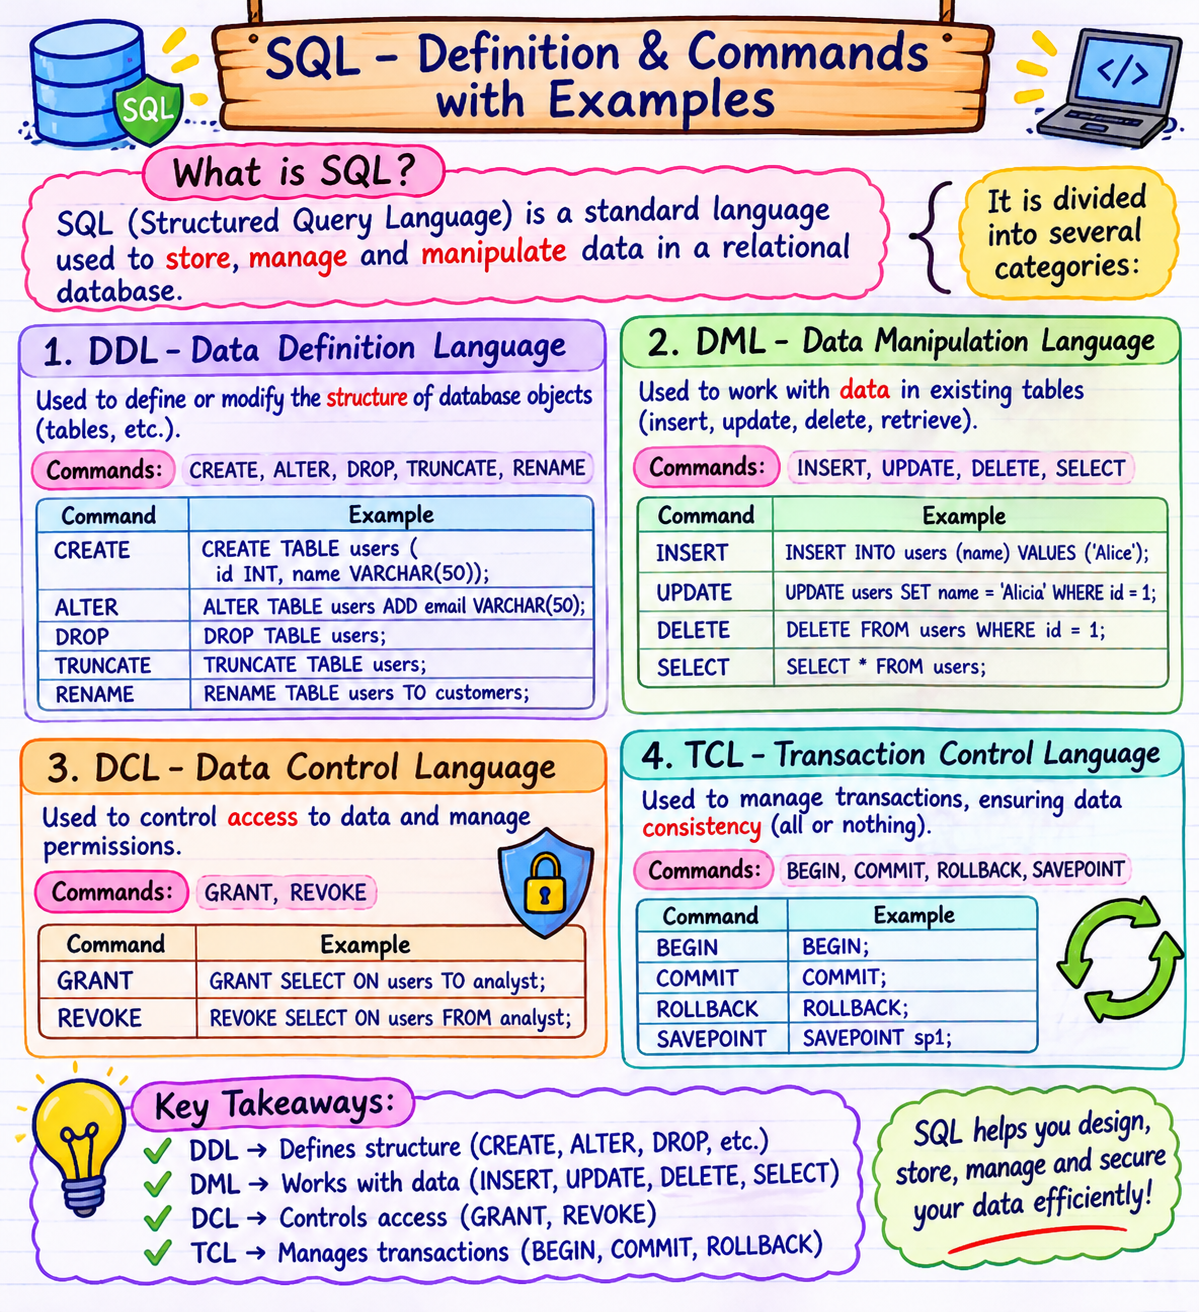 SQL
SQL – Definition & Commands
with Examples
</>
What is SQL?
SQL (Structured Query Language) is a standard language
used to store, manage and manipulate data in a relational
database.
It is divided
into several
categories:
1. DDL – Data Definition Language
Used to define or modify the structure of database objects
(tables, etc.).
Commands: CREATE, ALTER, DROP, TRUNCATE, RENAME
Command Example
CREATE CREATE TABLE users (
id INT, name VARCHAR(50));
ALTER ALTER TABLE users ADD email VARCHAR(50);
DROP DROP TABLE users;
TRUNCATE TRUNCATE TABLE users;
RENAME RENAME TABLE users TO customers;
2. DML – Data Manipulation Language
Used to work with data in existing tables
(insert, update, delete, retrieve).
Commands: INSERT, UPDATE, DELETE, SELECT
Command Example
INSERT INSERT INTO users (name) VALUES ('Alice');
UPDATE UPDATE users SET name = 'Alicia' WHERE id = 1;
DELETE DELETE FROM users WHERE id = 1;
SELECT SELECT * FROM users;
3. DCL – Data Control Language
Used to control access to data and manage
permissions.
Commands: GRANT, REVOKE
Command Example
GRANT GRANT SELECT ON users TO analyst;
REVOKE REVOKE SELECT ON users FROM analyst;
4. TCL – Transaction Control Language
Used to manage transactions, ensuring data
consistency (all or nothing).
Commands: BEGIN, COMMIT, ROLLBACK, SAVEPOINT
Command Example
BEGIN BEGIN;
COMMIT COMMIT;
ROLLBACK ROLLBACK;
SAVEPOINT SAVEPOINT sp1;
Key Takeaways:
✓ DDL → Defines structure (CREATE, ALTER, DROP, etc.)
✓ DML → Works with data (INSERT, UPDATE, DELETE, SELECT)
✓ DCL → Controls access (GRANT, REVOKE)
✓ TCL → Manages transactions (BEGIN, COMMIT, ROLLBACK)
SQL helps you design,
store, manage and secure
your data efficiently!